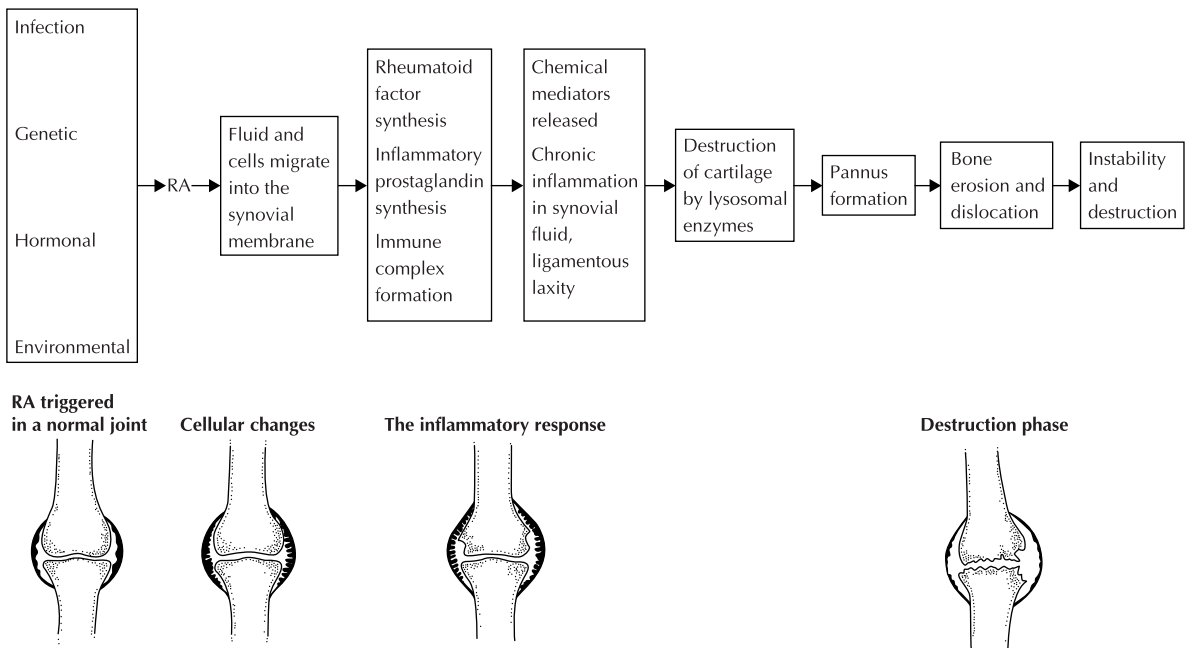 Infection
Genetic
Hormonal
Environmental
RA
Fluid and
cells migrate
into the
synovial
membrane
Rheumatoid
factor
synthesis
Inflammatory
prostaglandin
synthesis
Immune
complex
formation
Chemical
mediators
released
Chronic
inflammation
in synovial
fluid,
ligamentous
laxity
Destruction
of cartilage
by lysosomal
enzymes
Pannus
formation
Bone
erosion and
dislocation
Instability
and
destruction
RA triggered
in a normal joint
Cellular changes
The inflammatory response
Destruction phase